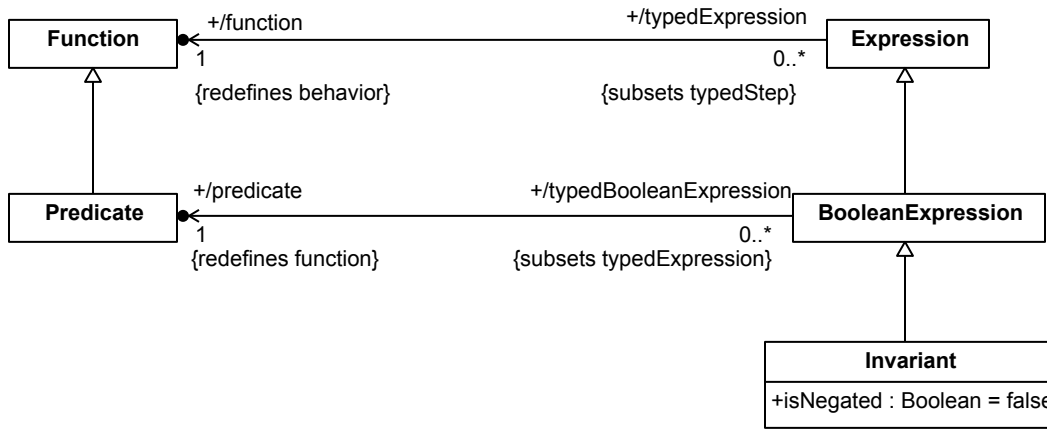 +/function
+/typedExpression
Function
Expression
1
0..*
{redefines behavior}
{subsets typedStep}
+/predicate
+/typedBooleanExpression
Predicate
BooleanExpression
1
0..*
{redefines function}
{subsets typedExpression}
Invariant
+isNegated : Boolean = false